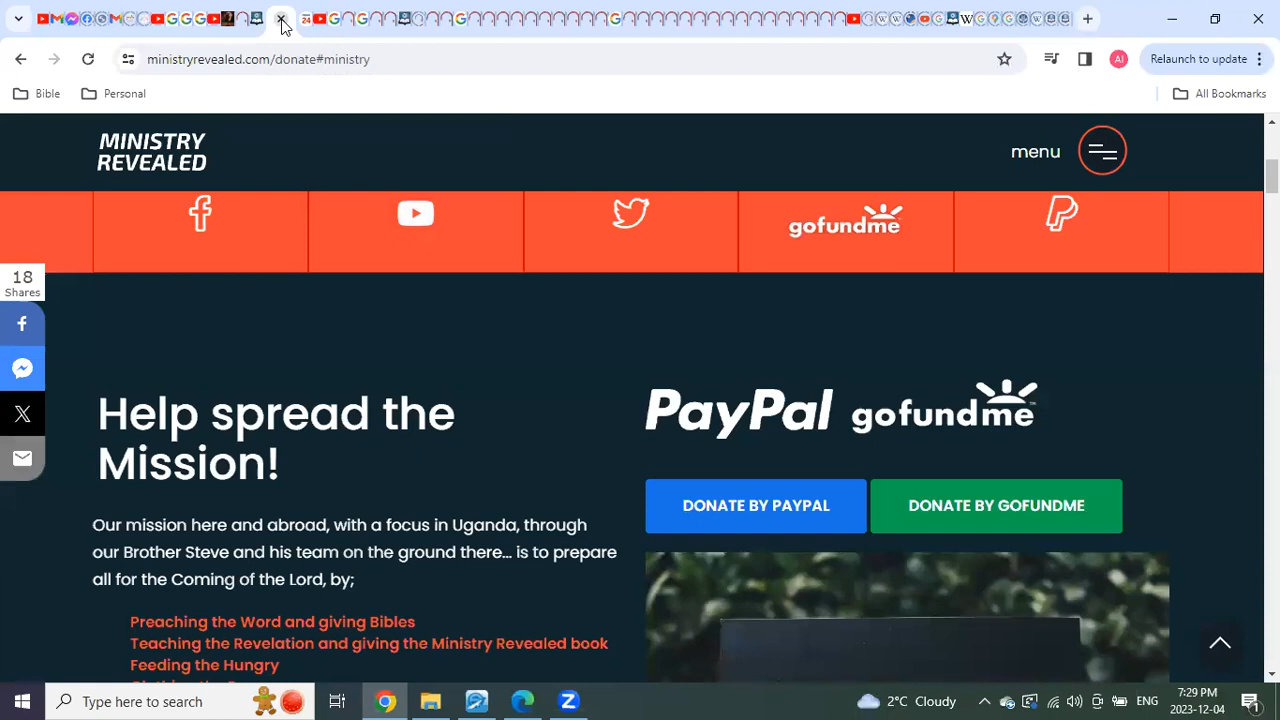 24
ministryrevealed.com/donate#ministry
AI
Relaunch to update
Bible
Personal
All Bookmarks
MINISTRY
REVEALED
menu
gofundme
18
Shares
Help spread the
Mission!
PayPal gofundme
DONATE BY PAYPAL
DONATE BY GOFUNDME
Our mission here and abroad, with a focus in Uganda, through
our Brother Steve and his team on the ground there... is to prepare
all for the Coming of the Lord, by;
Preaching the Word and giving Bibles
Teaching the Revelation and giving the Ministry Revealed book
Feeding the Hungry
Type here to search
2°C Cloudy
ENG
7:29 PM
2023-12-04
1